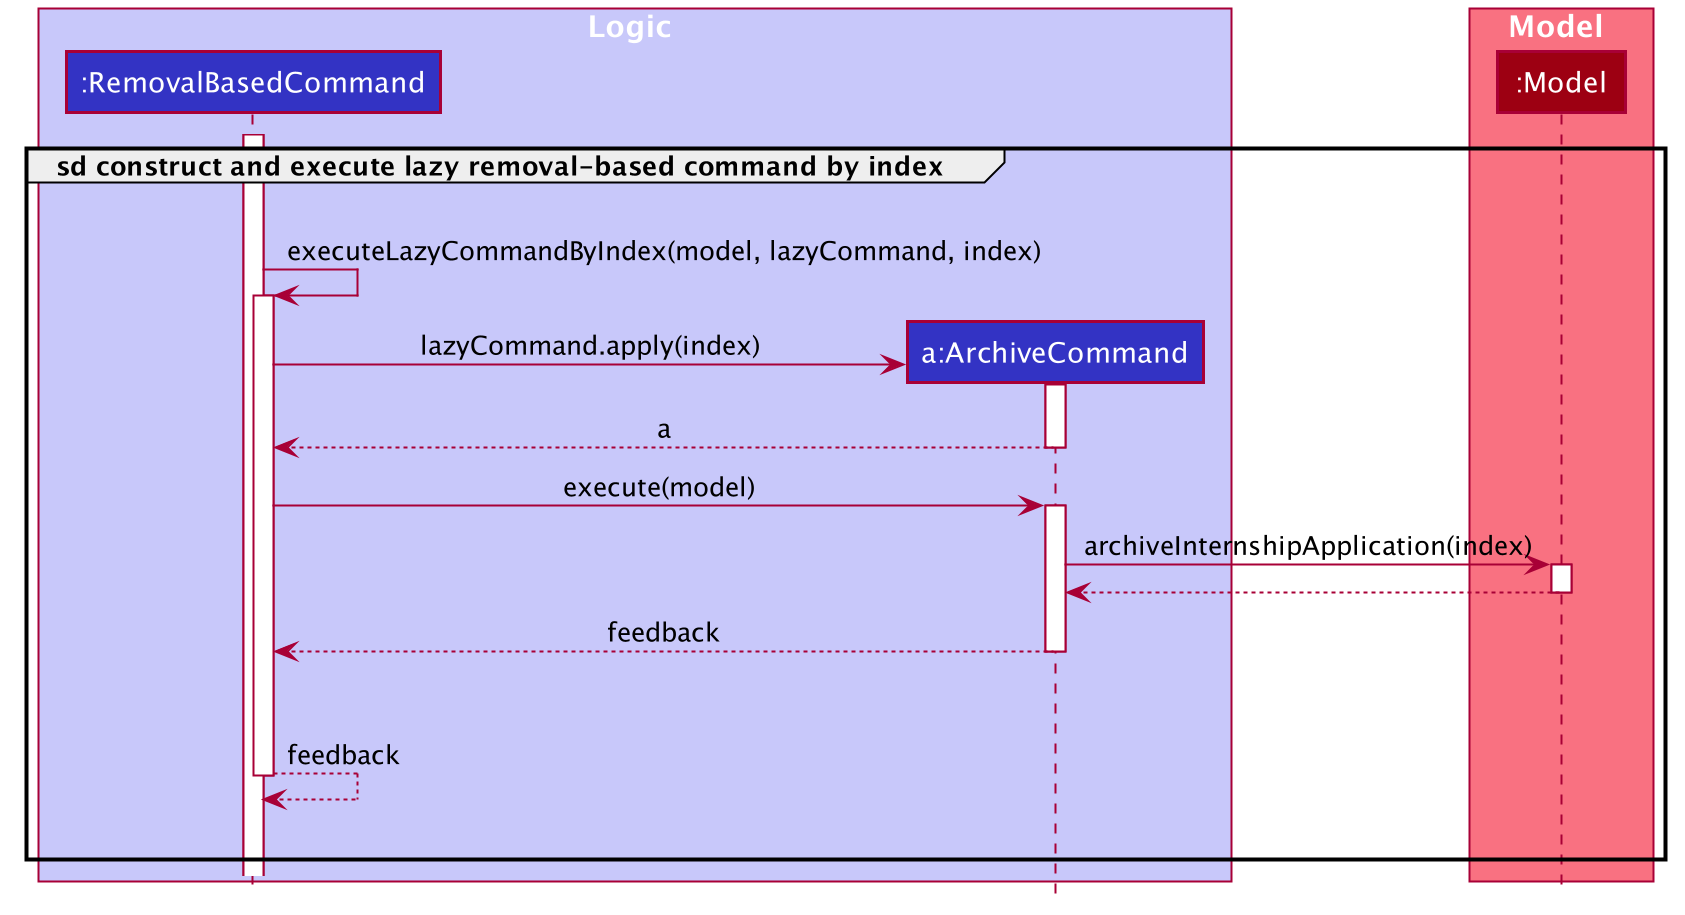 Logic
Model
:RemovalBasedCommand
:Model
sd construct and execute lazy removal-based command by index
executeLazyCommandByIndex(model, lazyCommand, index)
lazyCommand.apply(index)
a:ArchiveCommand
a
execute(model)
archiveInternshipApplication(index)
feedback
feedback